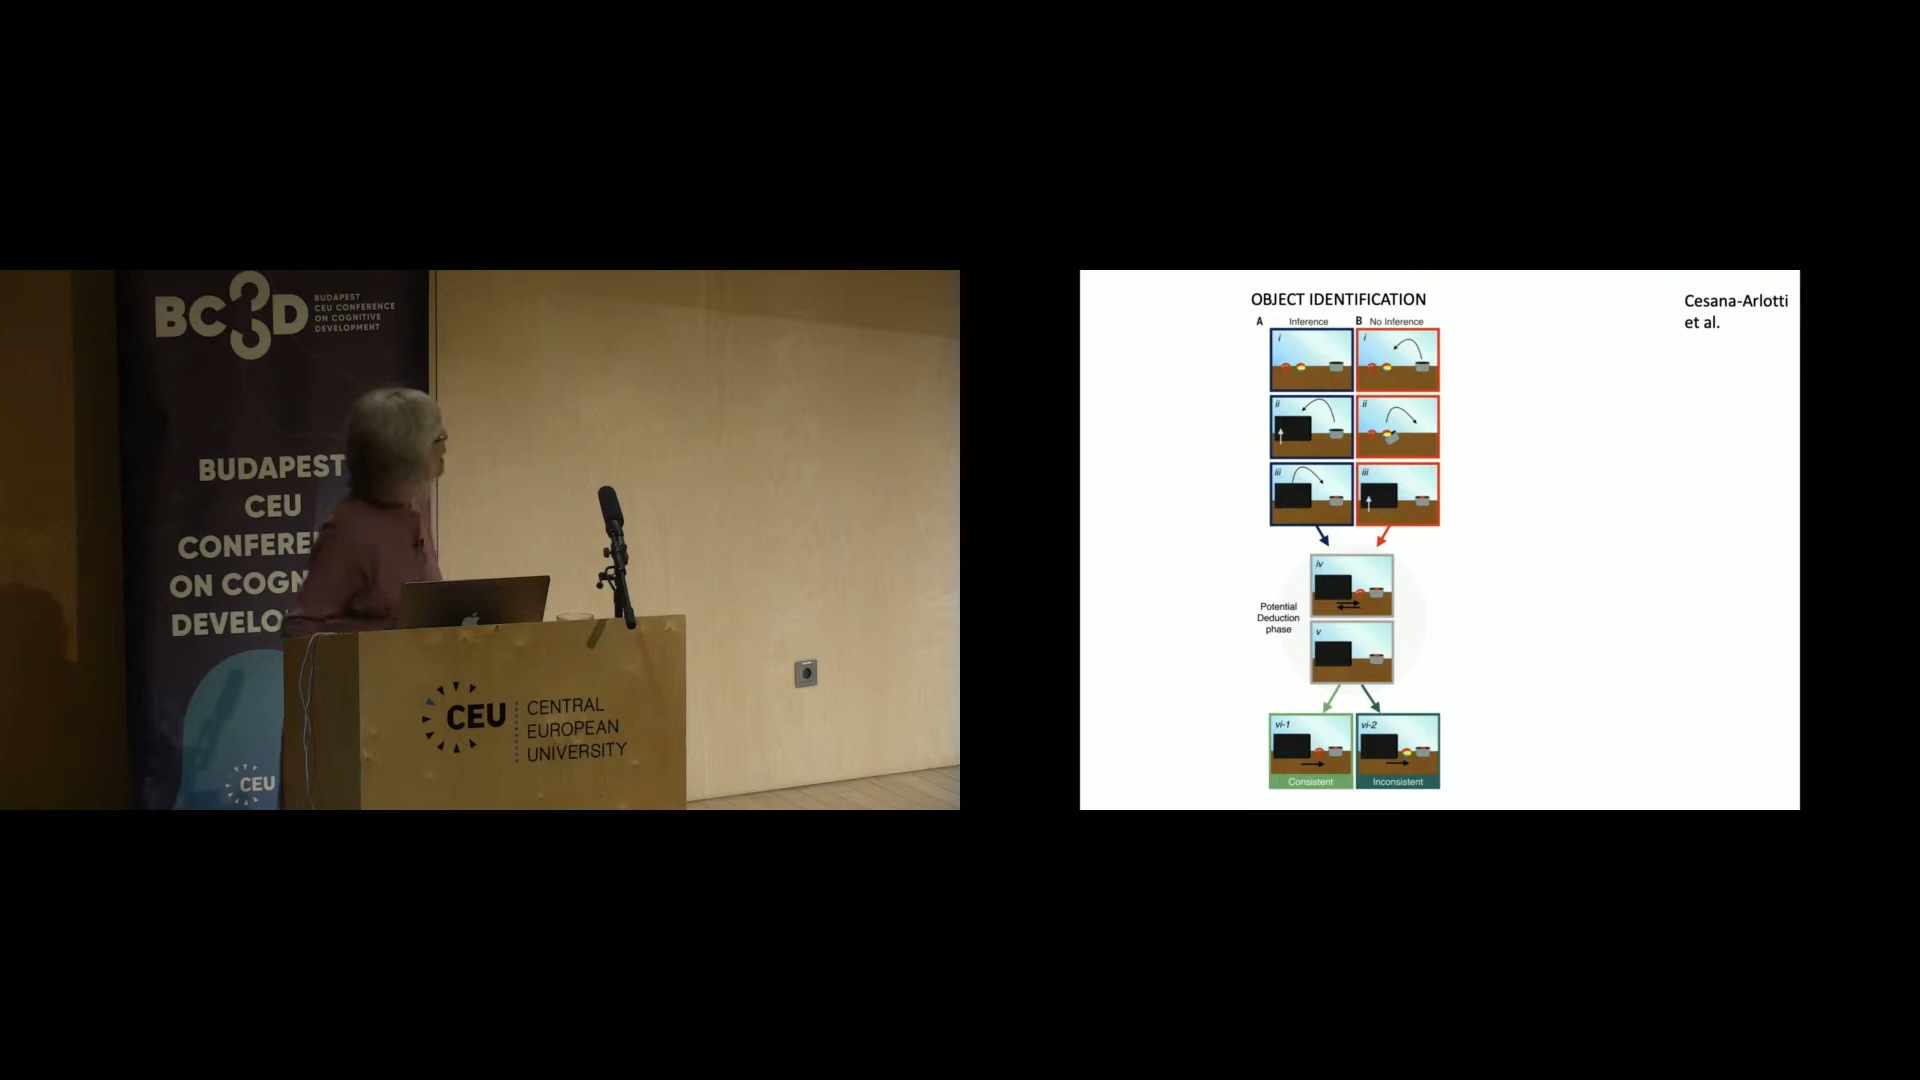 BC3D
BUDAPEST
CEU CONFERENCE
ON COGNITIVE
DEVELOPMENT
BUDAPEST
CEU
CONFERE
ON COGN
DEVELO
CEU
CEU
CENTRAL
EUROPEAN
UNIVERSITY
OBJECT IDENTIFICATION
Cesana-Arlotti
et al.
A Inference B No Inference
i i
ii ii
iii iii
iv
Potential
Deduction
phase
v
vi-1 vi-2
Consistent Inconsistent